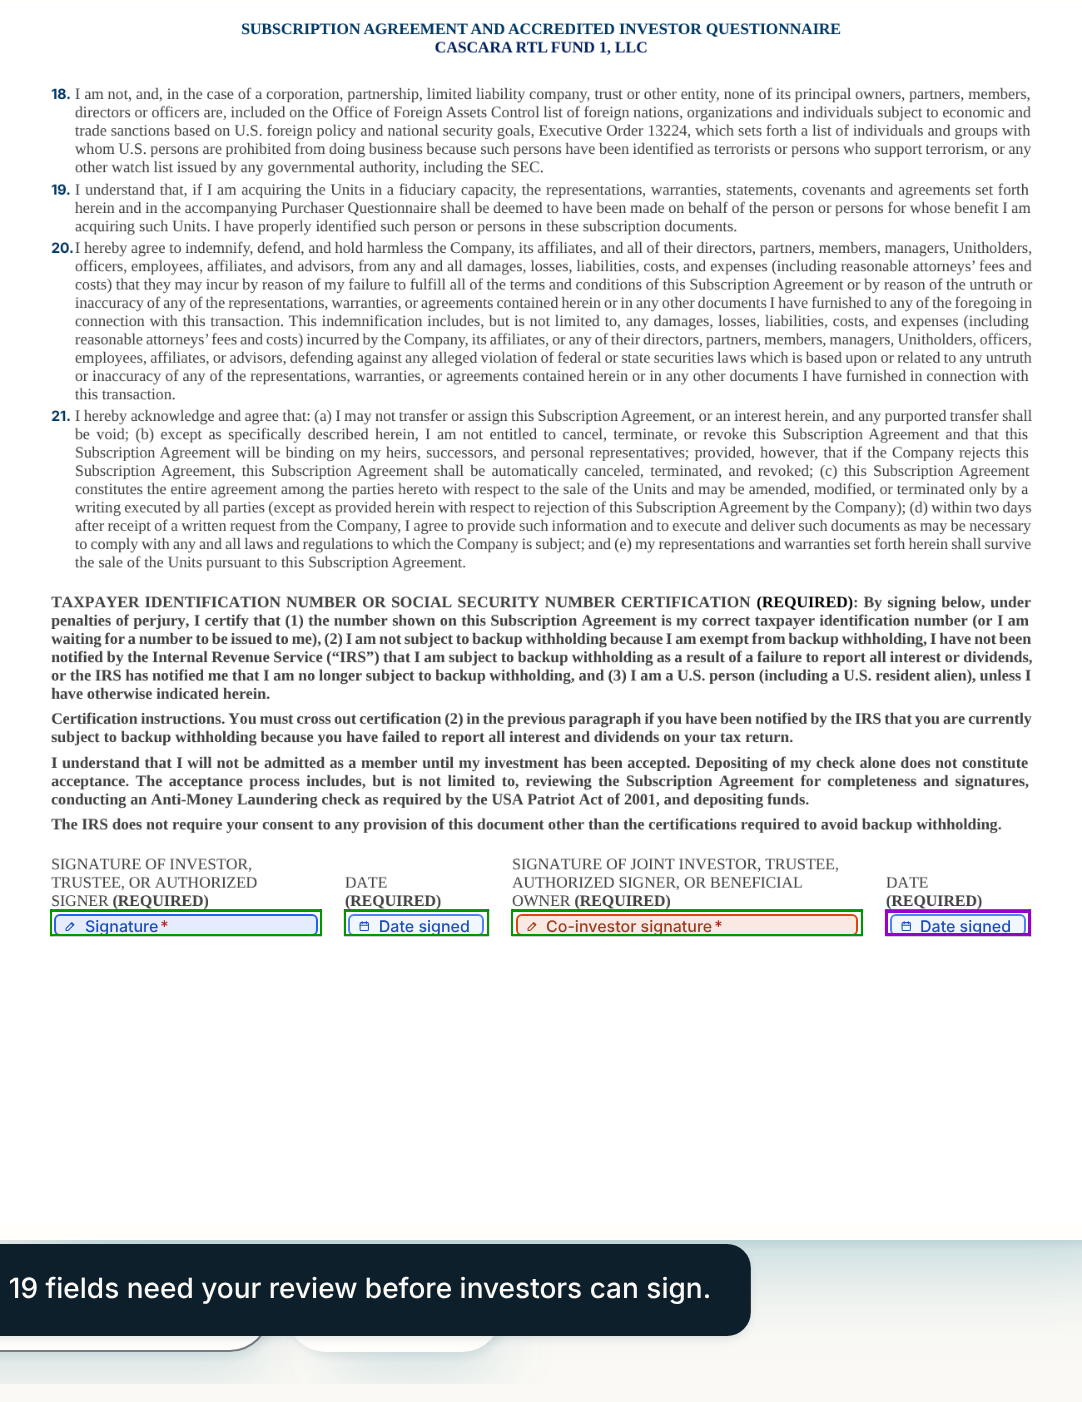 SUBSCRIPTION AGREEMENT AND ACCREDITED INVESTOR QUESTIONNAIRE
CASCARA RTL FUND 1, LLC
18. I am not, and, in the case of a corporation, partnership, limited liability company, trust or other entity, none of its principal owners, partners, members,
directors or officers are, included on the Office of Foreign Assets Control list of foreign nations, organizations and individuals subject to economic and
trade sanctions based on U.S. foreign policy and national security goals, Executive Order 13224, which sets forth a list of individuals and groups with
whom U.S. persons are prohibited from doing business because such persons have been identified as terrorists or persons who support terrorism, or any
other watch list issued by any governmental authority, including the SEC.
19. I understand that, if I am acquiring the Units in a fiduciary capacity, the representations, warranties, statements, covenants and agreements set forth
herein and in the accompanying Purchaser Questionnaire shall be deemed to have been made on behalf of the person or persons for whose benefit I am
acquiring such Units. I have properly identified such person or persons in these subscription documents.
20. I hereby agree to indemnify, defend, and hold harmless the Company, its affiliates, and all of their directors, partners, members, managers, Unitholders,
officers, employees, affiliates, and advisors, from any and all damages, losses, liabilities, costs, and expenses (including reasonable attorneys’ fees and
costs) that they may incur by reason of my failure to fulfill all of the terms and conditions of this Subscription Agreement or by reason of the untruth or
inaccuracy of any of the representations, warranties, or agreements contained herein or in any other documents I have furnished to any of the foregoing in
connection with this transaction. This indemnification includes, but is not limited to, any damages, losses, liabilities, costs, and expenses (including
reasonable attorneys’ fees and costs) incurred by the Company, its affiliates, or any of their directors, partners, members, managers, Unitholders, officers,
employees, affiliates, or advisors, defending against any alleged violation of federal or state securities laws which is based upon or related to any untruth
or inaccuracy of any of the representations, warranties, or agreements contained herein or in any other documents I have furnished in connection with
this transaction.
21. I hereby acknowledge and agree that: (a) I may not transfer or assign this Subscription Agreement, or an interest herein, and any purported transfer shall
be void; (b) except as specifically described herein, I am not entitled to cancel, terminate, or revoke this Subscription Agreement and that this
Subscription Agreement will be binding on my heirs, successors, and personal representatives; provided, however, that if the Company rejects this
Subscription Agreement, this Subscription Agreement shall be automatically canceled, terminated, and revoked; (c) this Subscription Agreement
constitutes the entire agreement among the parties hereto with respect to the sale of the Units and may be amended, modified, or terminated only by a
writing executed by all parties (except as provided herein with respect to rejection of this Subscription Agreement by the Company); (d) within two days
after receipt of a written request from the Company, I agree to provide such information and to execute and deliver such documents as may be necessary
to comply with any and all laws and regulations to which the Company is subject; and (e) my representations and warranties set forth herein shall survive
the sale of the Units pursuant to this Subscription Agreement.
TAXPAYER IDENTIFICATION NUMBER OR SOCIAL SECURITY NUMBER CERTIFICATION (REQUIRED): By signing below, under
penalties of perjury, I certify that (1) the number shown on this Subscription Agreement is my correct taxpayer identification number (or I am
waiting for a number to be issued to me), (2) I am not subject to backup withholding because I am exempt from backup withholding, I have not been
notified by the Internal Revenue Service (“IRS”) that I am subject to backup withholding as a result of a failure to report all interest or dividends,
or the IRS has notified me that I am no longer subject to backup withholding, and (3) I am a U.S. person (including a U.S. resident alien), unless I
have otherwise indicated herein.
Certification instructions. You must cross out certification (2) in the previous paragraph if you have been notified by the IRS that you are currently
subject to backup withholding because you have failed to report all interest and dividends on your tax return.
I understand that I will not be admitted as a member until my investment has been accepted. Depositing of my check alone does not constitute
acceptance. The acceptance process includes, but is not limited to, reviewing the Subscription Agreement for completeness and signatures,
conducting an Anti-Money Laundering check as required by the USA Patriot Act of 2001, and depositing funds.
The IRS does not require your consent to any provision of this document other than the certifications required to avoid backup withholding.
SIGNATURE OF INVESTOR,
TRUSTEE, OR AUTHORIZED
SIGNER (REQUIRED)
Signature*
DATE
(REQUIRED)
Date signed
SIGNATURE OF JOINT INVESTOR, TRUSTEE,
AUTHORIZED SIGNER, OR BENEFICIAL
OWNER (REQUIRED)
Co-investor signature*
DATE
(REQUIRED)
Date signed
19 fields need your review before investors can sign.